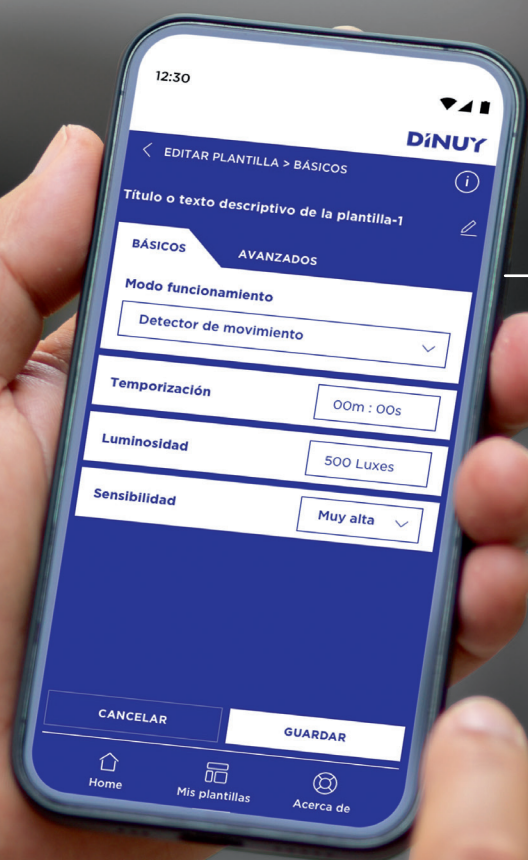 12:30
DINUY
EDITAR PLANTILLA > BÁSICOS
Título o texto descriptivo de la plantilla-1
BÁSICOS
AVANZADOS
Modo funcionamiento
Detector de movimiento
Temporización
00m : 00s
Luminosidad
500 Luxes
Sensibilidad
Muy alta
CANCELAR
GUARDAR
Home
Mis plantillas
Acerca de